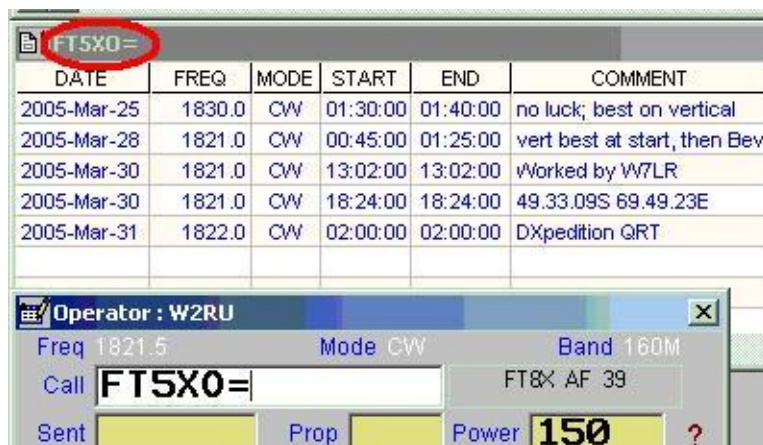 FT5XO=
DATE FREQ MODE START END COMMENT
2005-Mar-25 1830.0 CW 01:30:00 01:40:00 no luck; best on vertical
2005-Mar-28 1821.0 CW 00:45:00 01:25:00 vert best at start, then Bev
2005-Mar-30 1821.0 CW 13:02:00 13:02:00 Worked by W7LR
2005-Mar-30 1821.0 CW 18:24:00 18:24:00 49.33.09S 69.49.23E
2005-Mar-31 1822.0 CW 02:00:00 02:00:00 DXpedition QRT
Operator : W2RU
Freq 1821.5 Mode CW Band 160M
Call FT5XO= FT8X AF 39
Sent Prop Power 150 ?